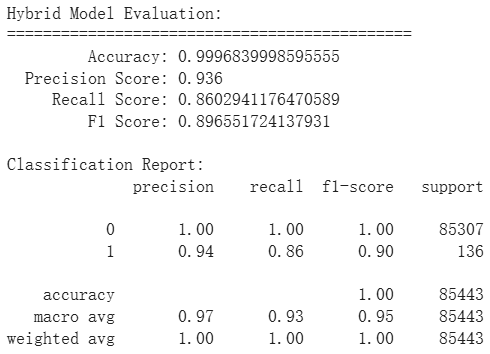 Hybrid Model Evaluation:
=============================================
Accuracy: 0.9996839998595555
Precision Score: 0.936
Recall Score: 0.8602941176470589
F1 Score: 0.896551724137931
Classification Report:
precision recall f1-score support
0 1.00 1.00 1.00 85307
1 0.94 0.86 0.90 136
accuracy 1.00 85443
macro avg 0.97 0.93 0.95 85443
weighted avg 1.00 1.00 1.00 85443